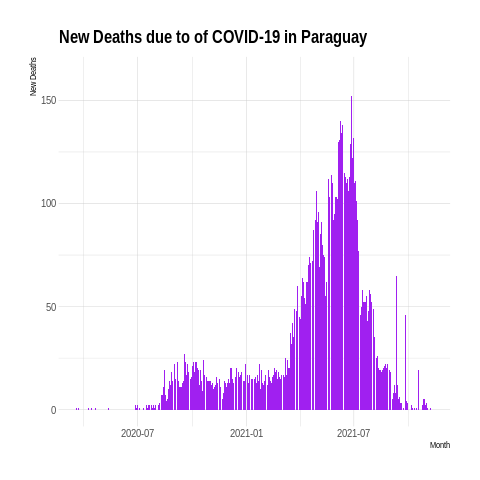 New Deaths due to of COVID-19 in Paraguay
New Deaths
150
100
50
0
2020-07
2021-01
2021-07
Month